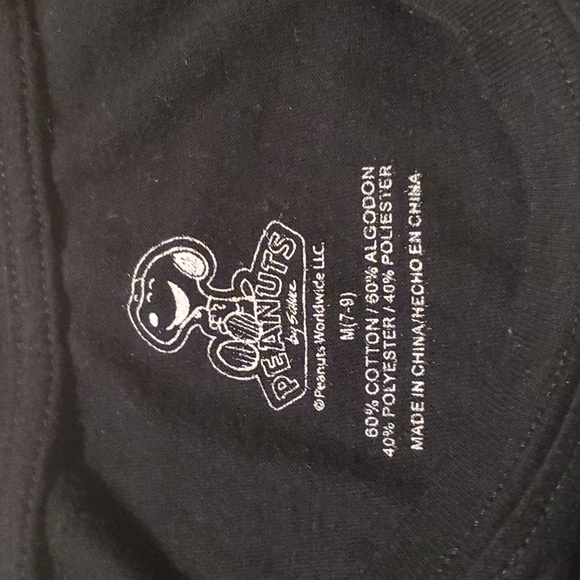 PEANUTS
by Schulz
©Peanuts Worldwide LLC.
M(7-9)
60% COTTON / 60% ALGODON
40% POLYESTER / 40% POLIESTER
MADE IN CHINA/HECHO EN CHINA